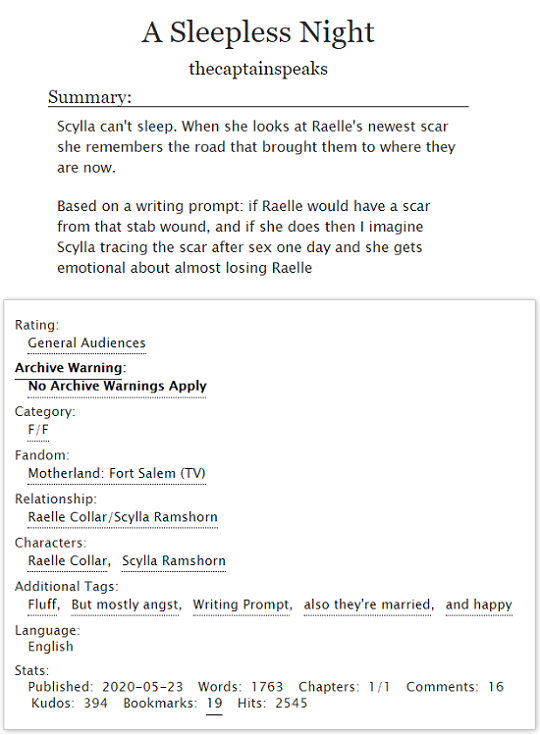 A Sleepless Night
thecaptainspeaks
Summary:
Scylla can't sleep. When she looks at Raelle's newest scar
she remembers the road that brought them to where they
are now.
Based on a writing prompt: if Raelle would have a scar
from that stab wound, and if she does then I imagine
Scylla tracing the scar after sex one day and she gets
emotional about almost losing Raelle
Rating:
General Audiences
Archive Warning:
No Archive Warnings Apply
Category:
F/F
Fandom:
Motherland: Fort Salem (TV)
Relationship:
Raelle Collar/Scylla Ramshorn
Characters:
Raelle Collar, Scylla Ramshorn
Additional Tags:
Fluff, But mostly angst, Writing Prompt, also they're married, and happy
Language:
English
Stats:
Published: 2020-05-23 Words: 1763 Chapters: 1/1 Comments: 16
Kudos: 394 Bookmarks: 19 Hits: 2545